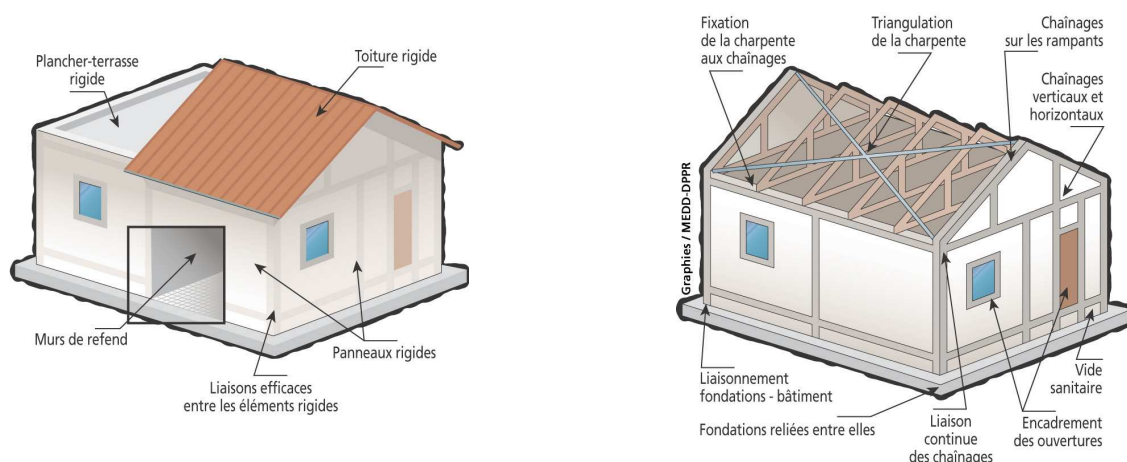 Plancher-terrasse
rigide
Toiture rigide
Murs de refend
Panneaux rigides
Liaisons efficaces
entre les éléments rigides
Fixation
de la charpente
aux chaînages
Triangulation
de la charpente
Chaînages
sur les rampants
Chaînages
verticaux et
horizontaux
Graphies / MEDD-DPPR
Liaisonnement
fondations - bâtiment
Fondations reliées entre elles
Liaison
continue
des chaînages
Encadrement
des ouvertures
Vide
sanitaire